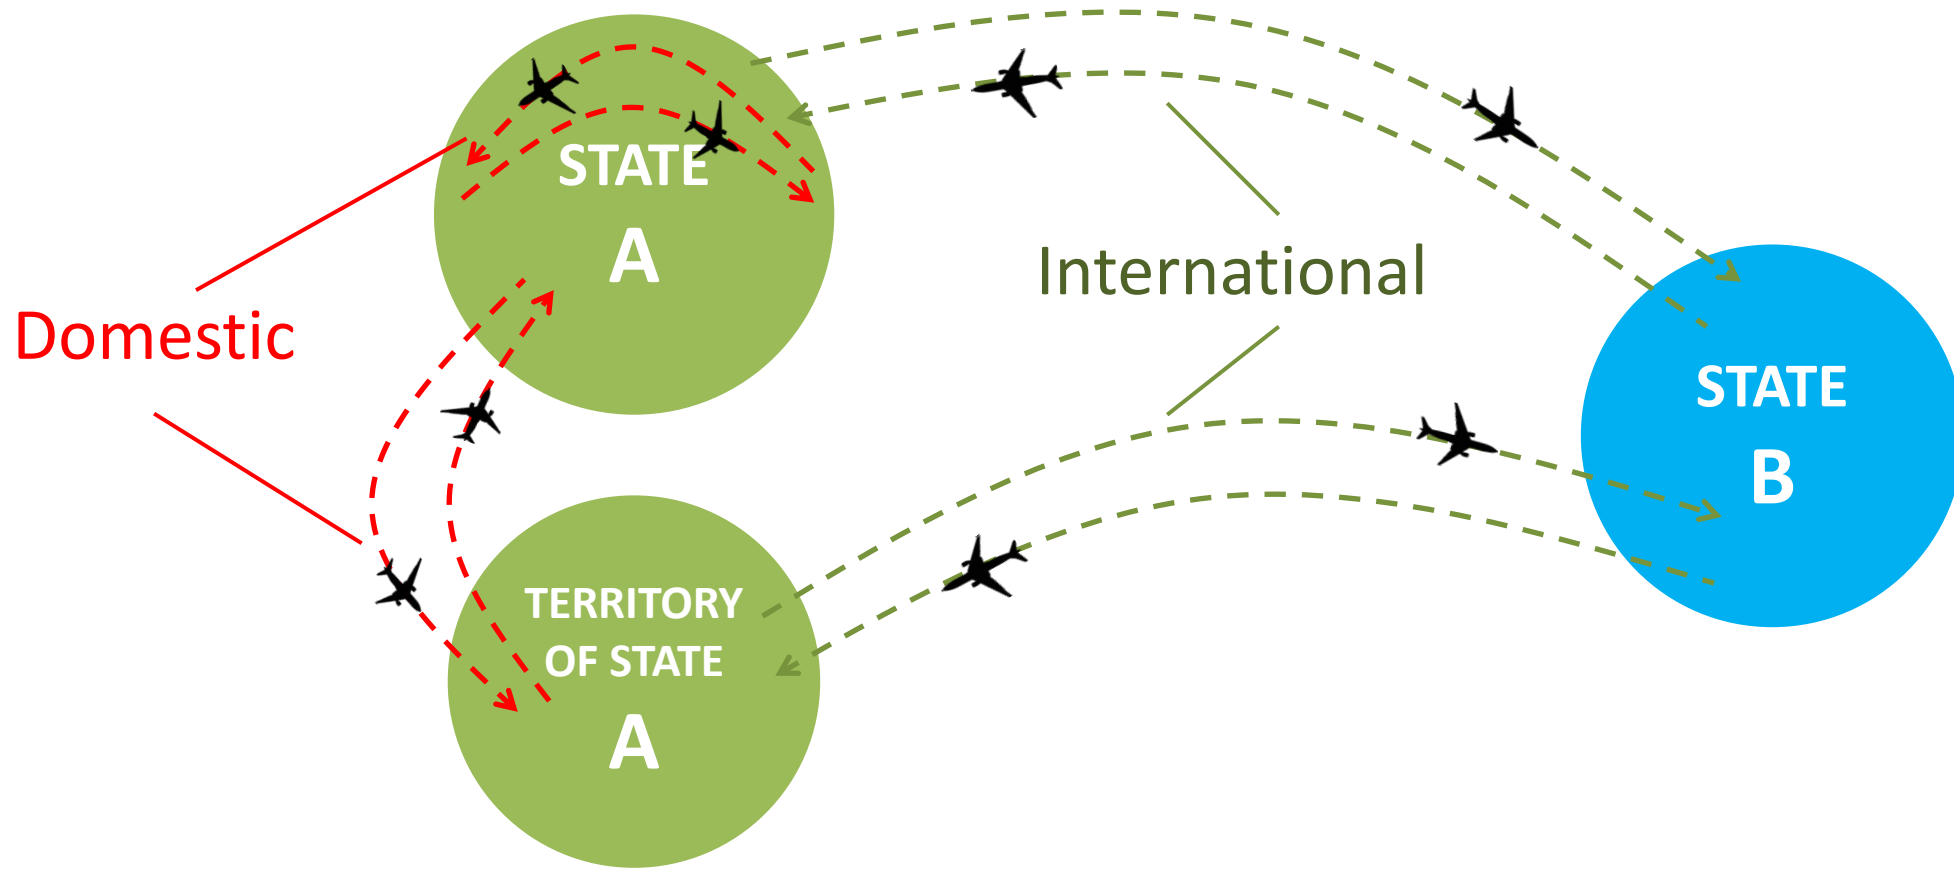 STATE
A
International
Domestic
STATE
B
TERRITORY
OF STATE
A